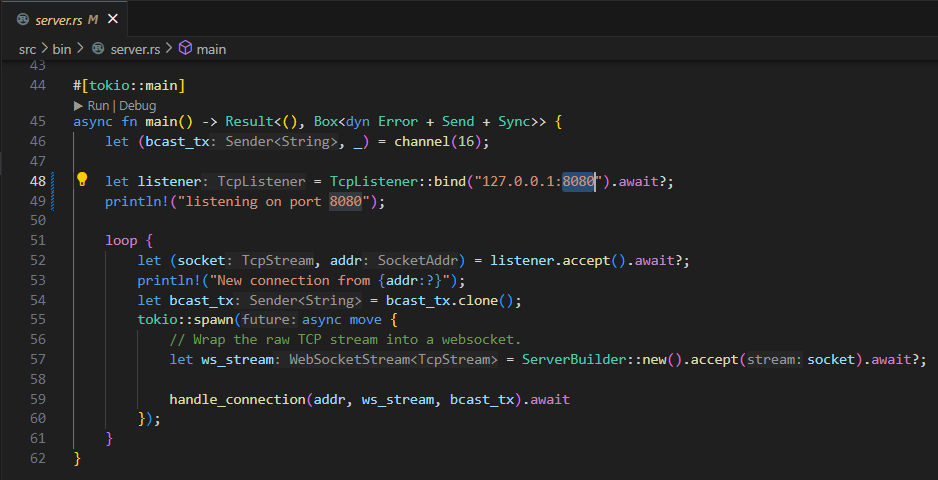 server.rs M
src > bin > server.rs > main
43
44 #[tokio::main]
Run | Debug
45 async fn main() -> Result<(), Box<dyn Error + Send + Sync>> {
46 let (bcast_tx: Sender<String>, _) = channel(16);
47
48 let listener: TcpListener = TcpListener::bind("127.0.0.1:8080").await?;
49 println!("listening on port 8080");
50
51 loop {
52 let (socket: TcpStream, addr: SocketAddr) = listener.accept().await?;
53 println!("New connection from {addr:?}");
54 let bcast_tx: Sender<String> = bcast_tx.clone();
55 tokio::spawn(future: async move {
56 // Wrap the raw TCP stream into a websocket.
57 let ws_stream: WebSocketStream<TcpStream> = ServerBuilder::new().accept(stream: socket).await?;
58
59 handle_connection(addr, ws_stream, bcast_tx).await
60 });
61 }
62 }